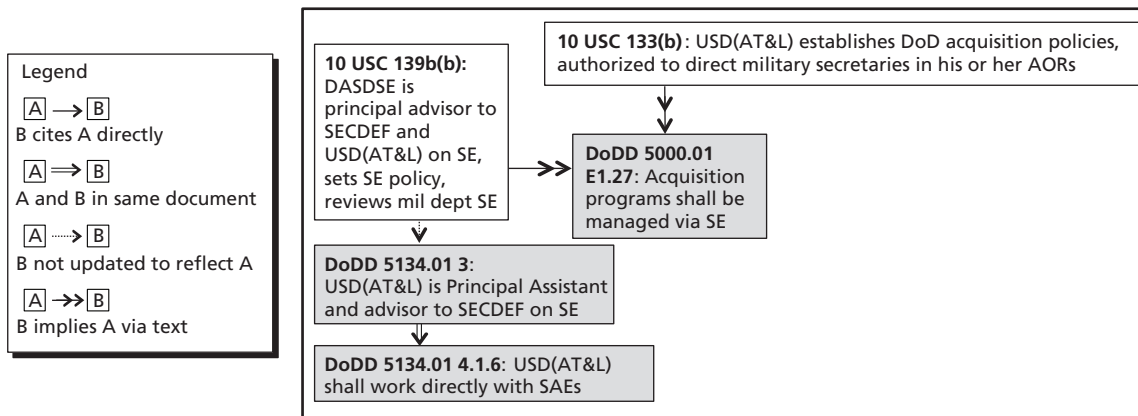 Legend
A B
B cites A directly
A B
A and B in same document
A B
B not updated to reflect A
A B
B implies A via text
10 USC 139b(b):
DASDSE is
principal advisor to
SECDEF and
USD(AT&L) on SE,
sets SE policy,
reviews mil dept SE
10 USC 133(b): USD(AT&L) establishes DoD acquisition policies,
authorized to direct military secretaries in his or her AORs
DoDD 5000.01
E1.27: Acquisition
programs shall be
managed via SE
DoDD 5134.01 3:
USD(AT&L) is Principal Assistant
and advisor to SECDEF on SE
DoDD 5134.01 4.1.6: USD(AT&L)
shall work directly with SAEs